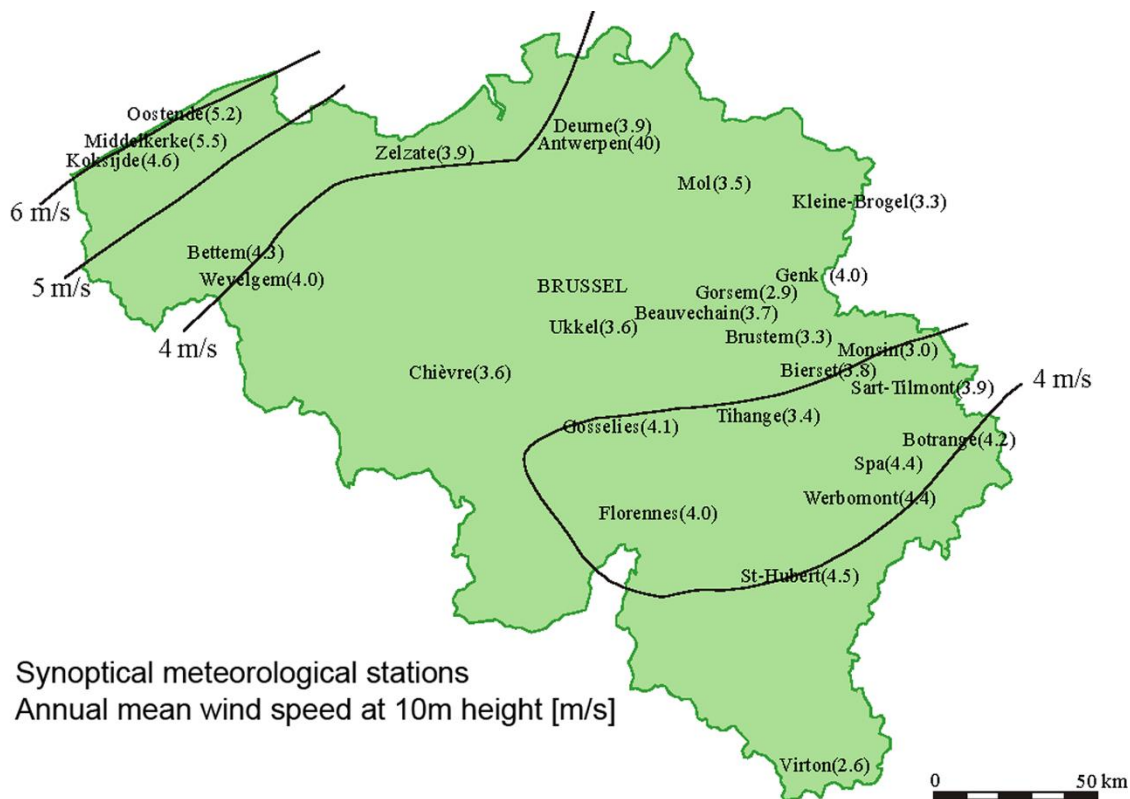 Oostende(5.2)
Middelkerke(5.5)
Koksijde(4.6)
6 m/s
5 m/s
4 m/s
Zelzate(3.9)
Deurne(3.9)
Antwerpen(40)
Mol(3.5)
Kleine-Brogel(3.3)
Bettem(4.3)
Wevelgem(4.0)
BRUSSEL
Genk (4.0)
Gorsem(2.9)
Beauvechain(3.7)
Ukkel(3.6)
Brustem(3.3)
Monsin(3.0)
Chièvre(3.6)
Bierset(3.8)
Sart-Tilmont(3.9)
4 m/s
Gosselies(4.1)
Tihange(3.4)
Botrange(4.2)
Spa(4.4)
Werbomont(4.4)
Florennes(4.0)
St-Hubert(4.5)
Synoptical meteorological stations
Annual mean wind speed at 10m height [m/s]
Virton(2.6)
0 50 km